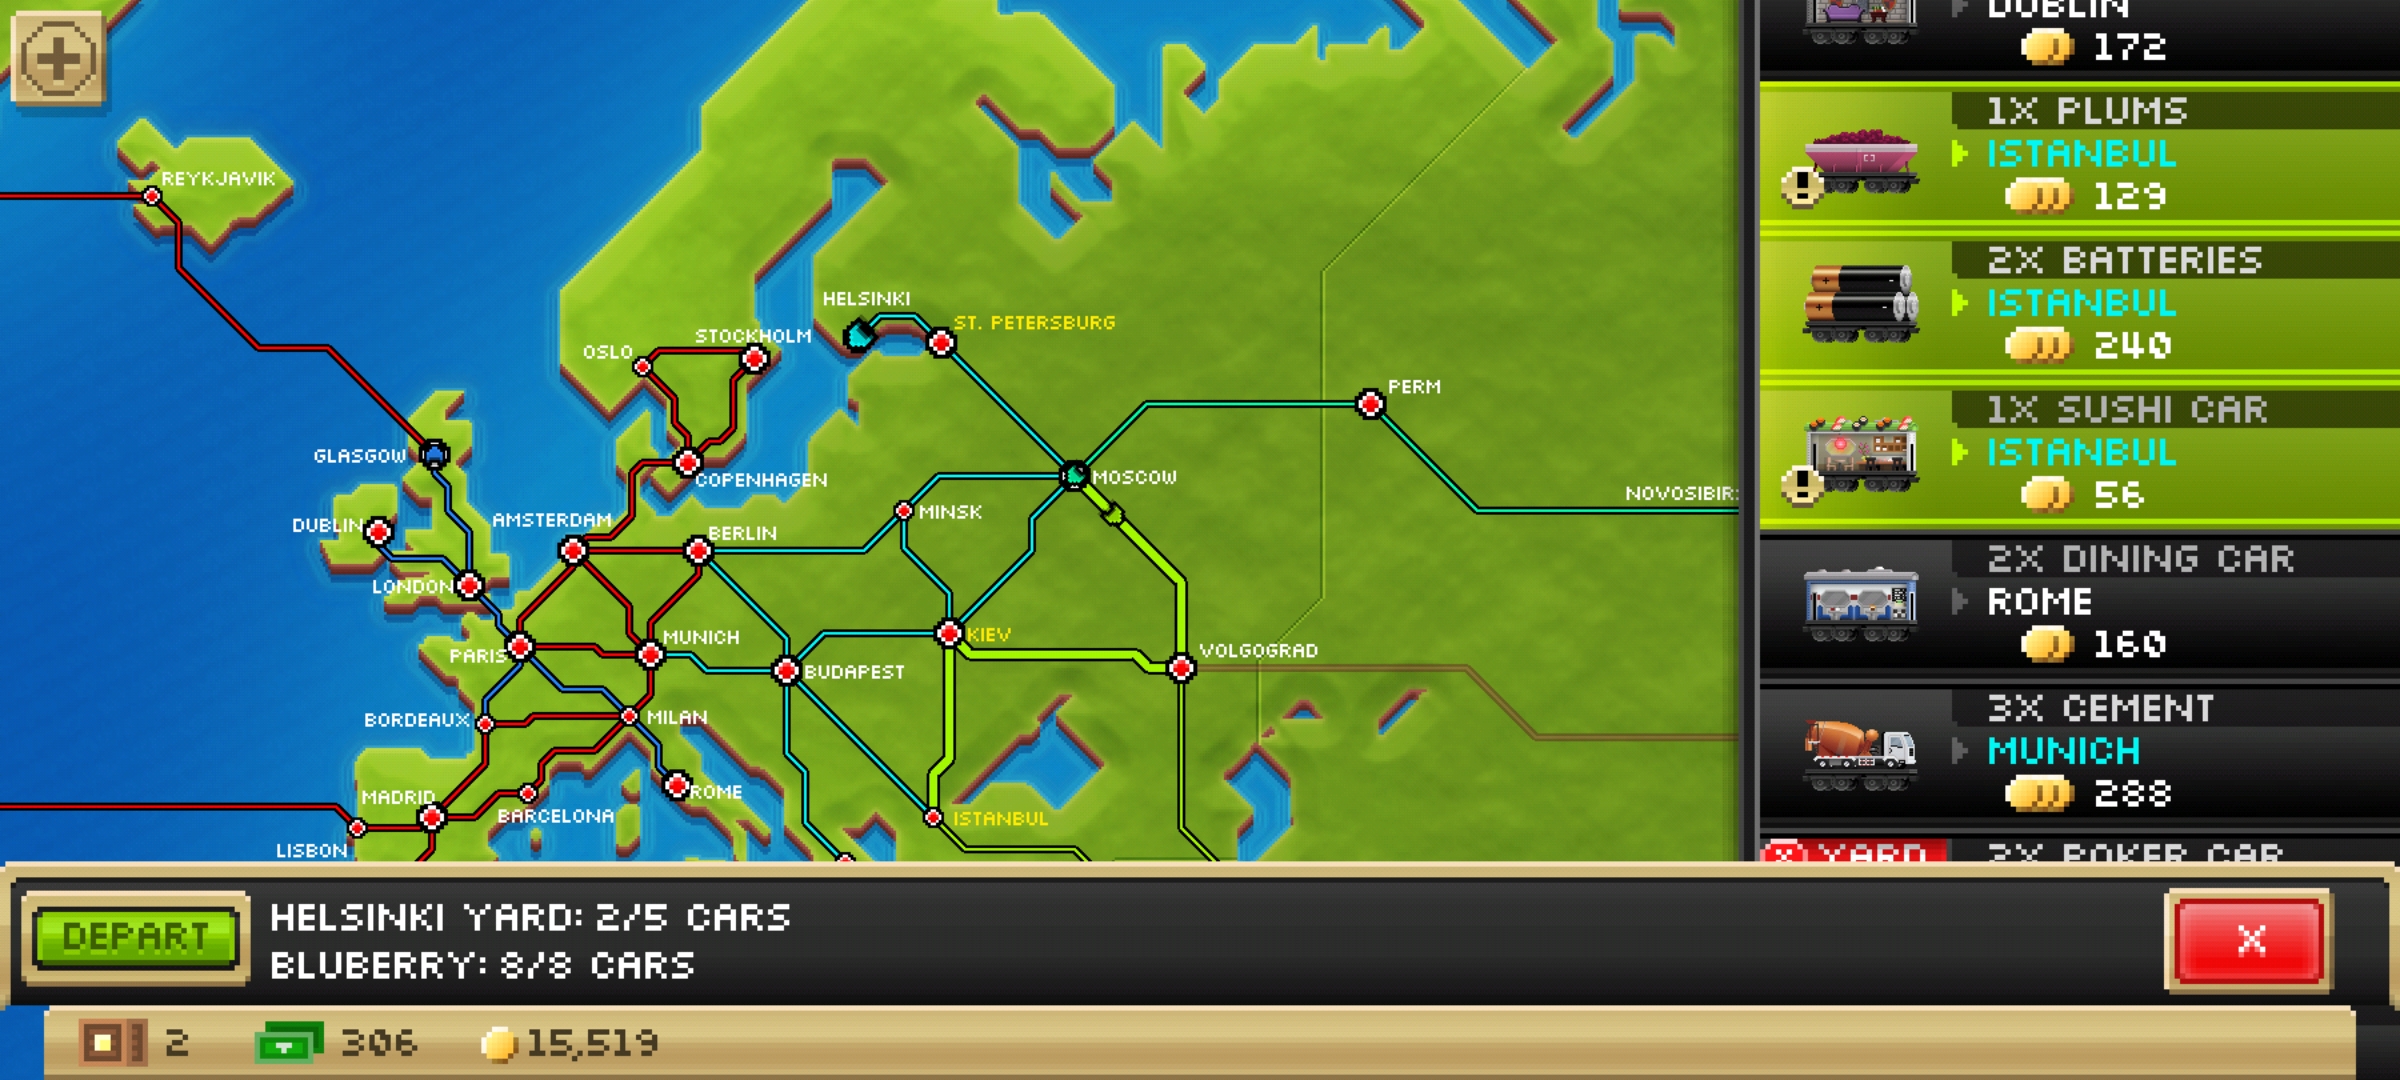 REYKJAVIK
HELSINKI
ST. PETERSBURG
STOCKHOLM
OSLO
PERM
GLASGOW
COPENHAGEN
MOSCOW
NOVOSIBIR
MINSK
AMSTERDAM
DUBLIN
BERLIN
LONDON
MUNICH
KIEV
VOLGOGRAD
PARIS
BUDAPEST
BORDEAUX
MILAN
MADRID
ROME
BARCELONA
ISTANBUL
LISBON
DUBLIN
172
1X PLUMS
ISTANBUL
129
2X BATTERIES
ISTANBUL
240
1X SUSHI CAR
ISTANBUL
56
2X DINING CAR
ROME
160
3X CEMENT
MUNICH
288
X YARD
2X POKER CAR
DEPART
HELSINKI YARD: 2/5 CARS
BLUBERRY: 8/8 CARS
X
2
306
15,519